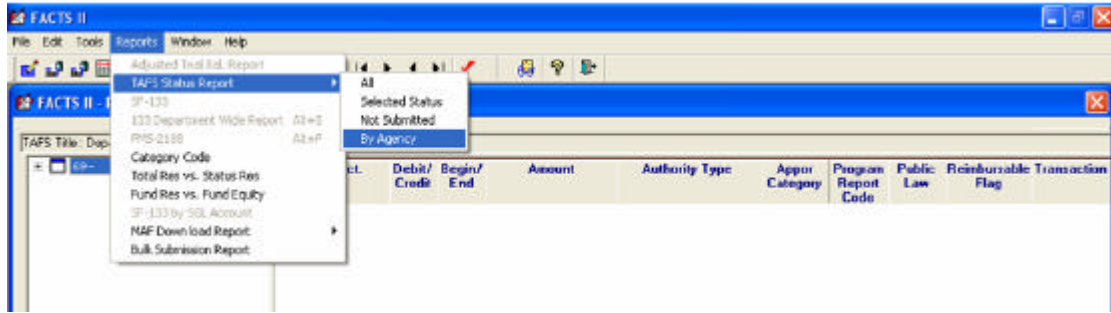 FACTS II
File Edit Tools Reports Window Help
Adjusted Trial Bal. Report
TAFS Status Report
SF-133
133 Department Wide Report Alt+S
FMS-2108 Alt+F
Category Code
Total Res vs. Status Res
Fund Res vs. Fund Equity
SF-133 by SGL Account
MAF Down load Report
Bulk Submission Report
All
Selected Status
Not Submitted
By Agency
FACTS II -
TAFS Title: Dep
69--
ct. Debit/ Credit Begin/ End Amount Authority Type Appor Category Program Report Code Public Law Reimbursable Flag Transaction